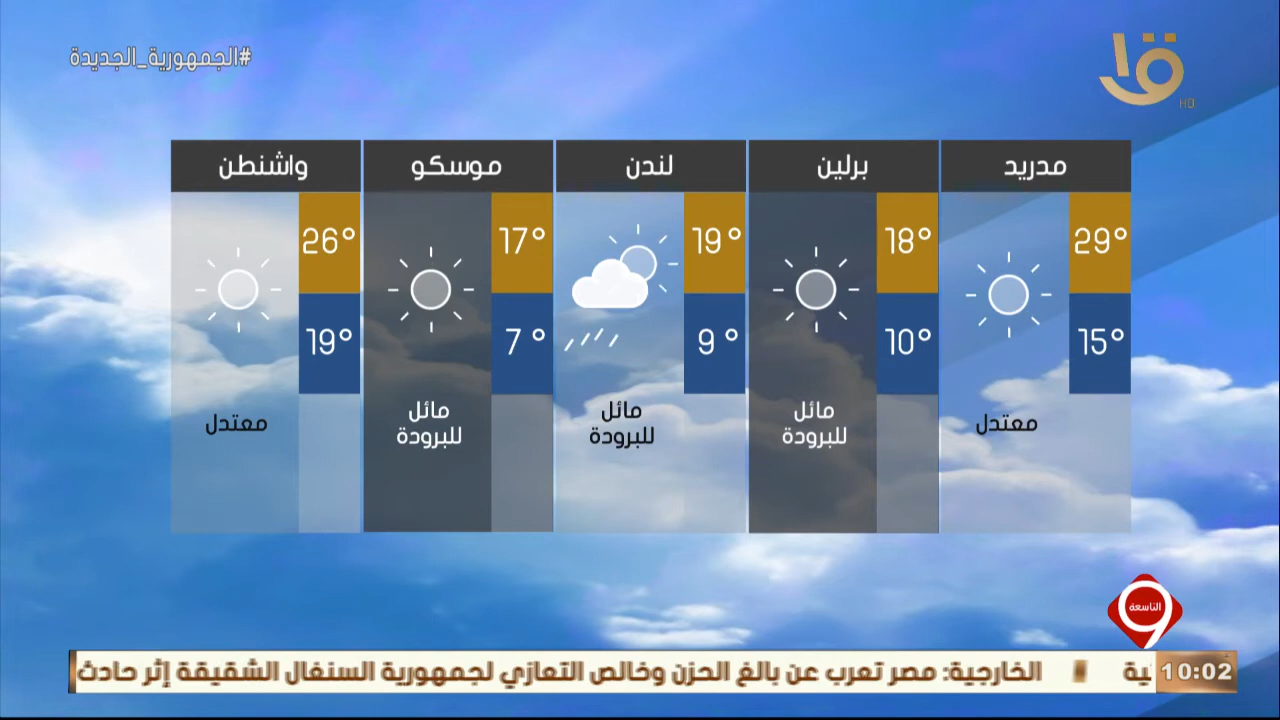 #الجمهورية_الجديدة
HD
مدريد
29°
15°
معتدل
برلين
18°
10°
مائل
للبرودة
لندن
19°
9°
مائل
للبرودة
موسكو
17°
7°
مائل
للبرودة
واشنطن
26°
19°
معتدل
التاسعة
9
10:02
ية ▪ الخارجية: مصر تعرب عن بالغ الحزن وخالص التعازي لجمهورية السنغال الشقيقة إثر حادث